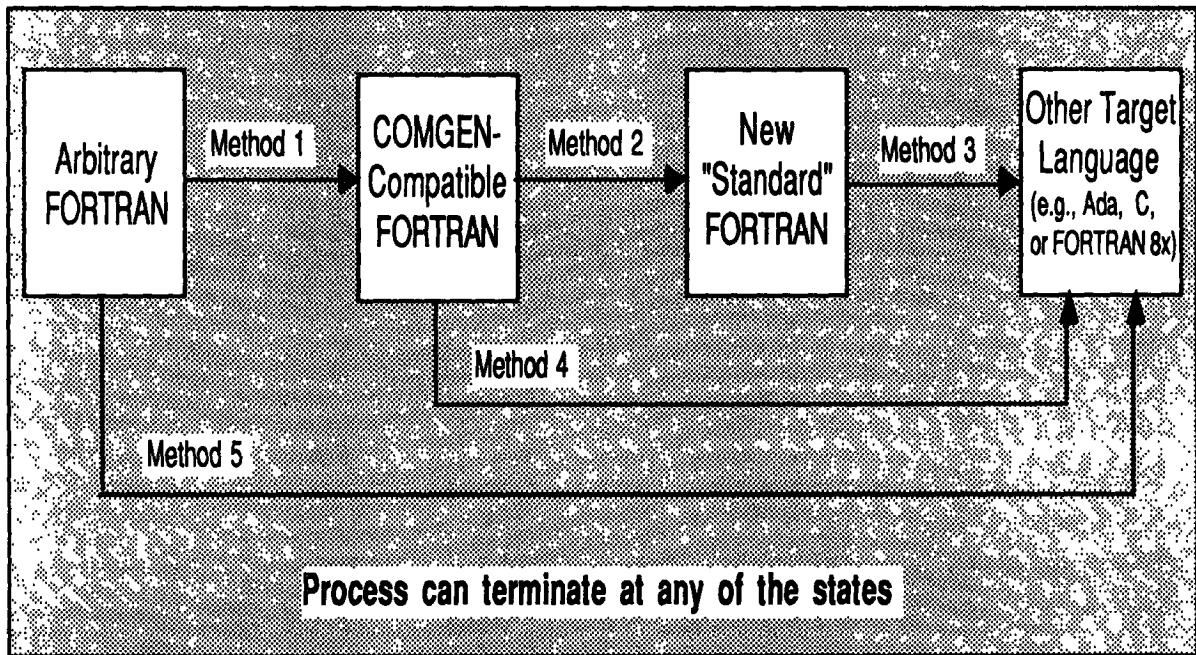 Arbitrary
FORTRAN
Method 1
COMGEN-
Compatible
FORTRAN
Method 2
New
"Standard"
FORTRAN
Method 3
Other Target
Language
(e.g., Ada, C,
or FORTRAN 8x)
Method 4
Method 5
Process can terminate at any of the states